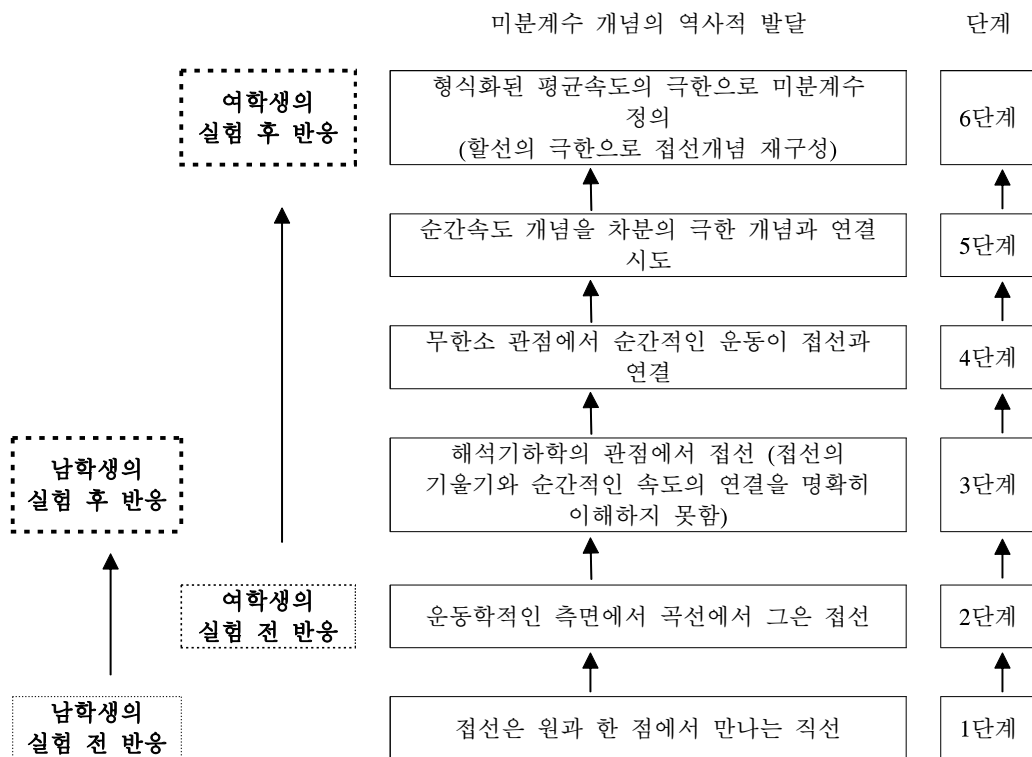 미분계수 개념의 역사적 발달 단계
여학생의
실험 후 반응
형식화된 평균속도의 극한으로 미분계수
정의
(할선의 극한으로 접선개념 재구성)
6단계
순간속도 개념을 차분의 극한 개념과 연결
시도
5단계
무한소 관점에서 순간적인 운동이 접선과
연결
4단계
남학생의
실험 후 반응
해석기하학의 관점에서 접선 (접선의
기울기와 순간적인 속도의 연결을 명확히
이해하지 못함)
3단계
여학생의
실험 전 반응
운동학적인 측면에서 곡선에서 그은 접선
2단계
남학생의
실험 전 반응
접선은 원과 한 점에서 만나는 직선
1단계